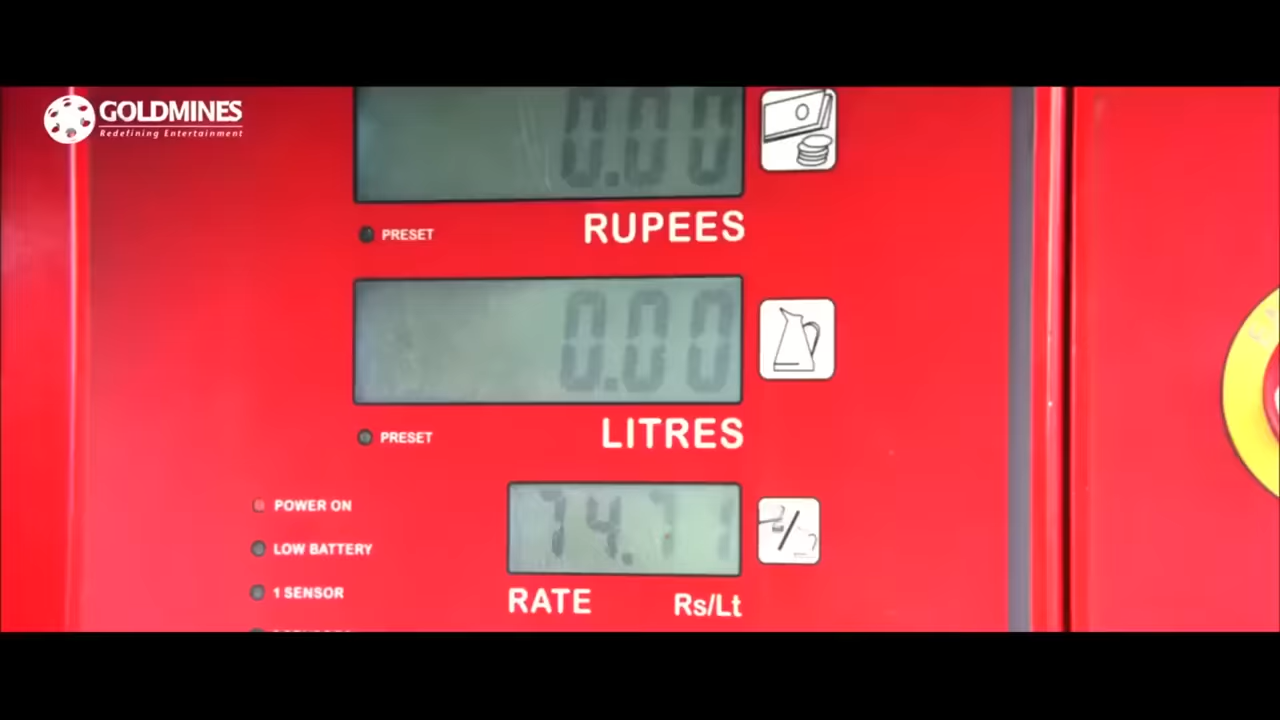 GOLDMINES
Redefining Entertainment
0.00
PRESET
RUPEES
0.00
PRESET
LITRES
POWER ON
LOW BATTERY
1 SENSOR
RATE
Rs/Lt